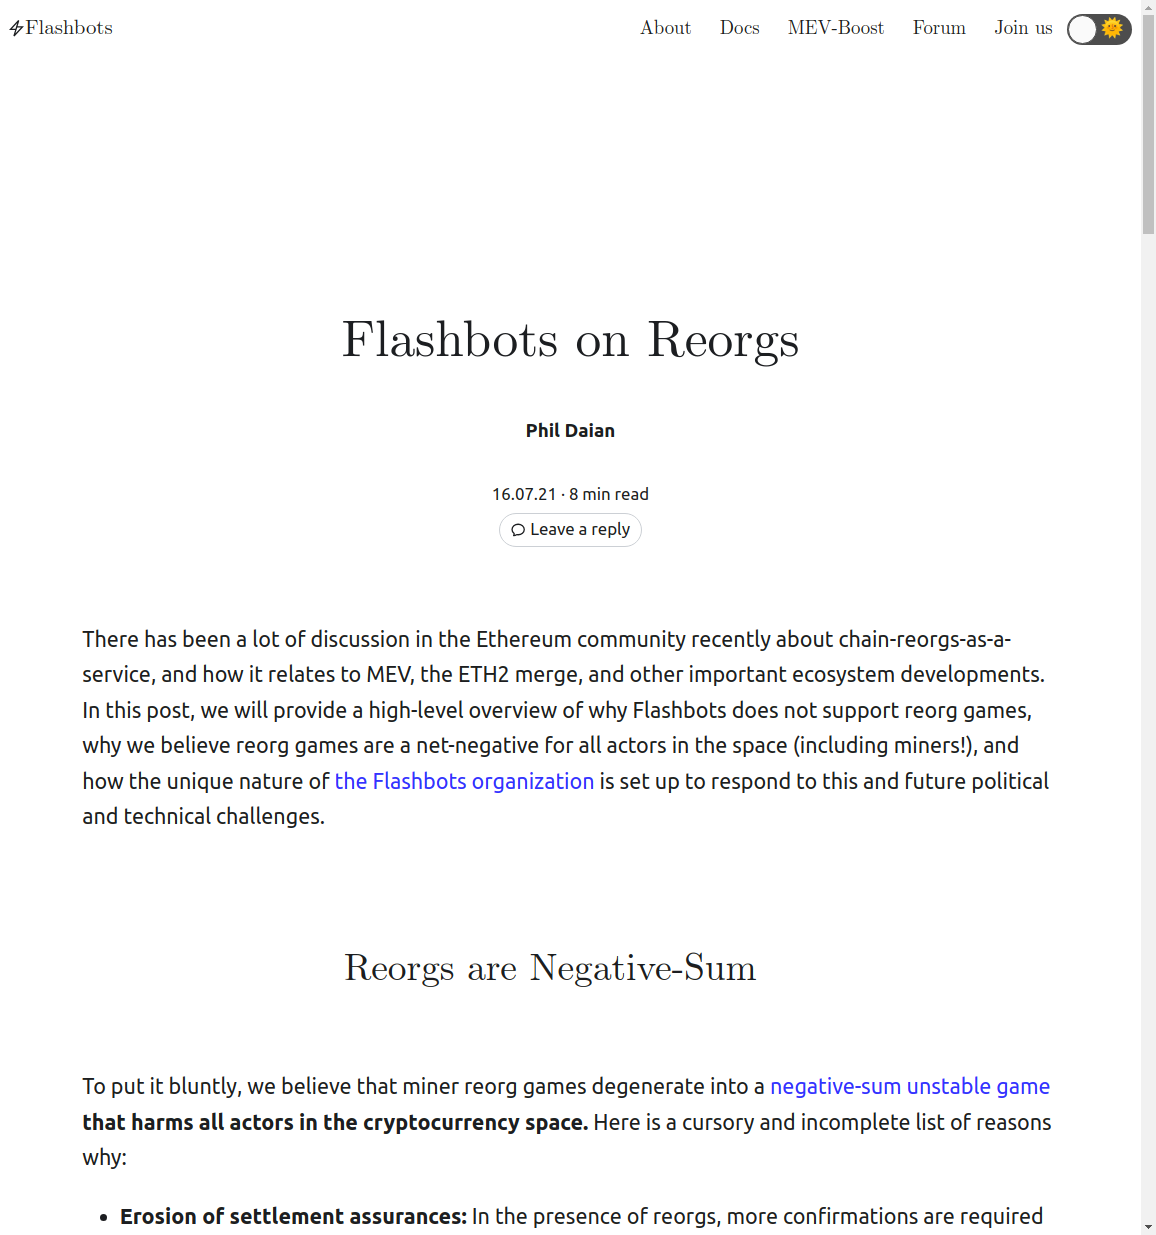 Flashbots
About Docs MEV-Boost Forum Join us
Flashbots on Reorgs
Phil Daian
16.07.21 · 8 min read
Leave a reply
There has been a lot of discussion in the Ethereum community recently about chain-reorgs-as-a-
service, and how it relates to MEV, the ETH2 merge, and other important ecosystem developments.
In this post, we will provide a high-level overview of why Flashbots does not support reorg games,
why we believe reorg games are a net-negative for all actors in the space (including miners!), and
how the unique nature of the Flashbots organization is set up to respond to this and future political
and technical challenges.
Reorgs are Negative-Sum
To put it bluntly, we believe that miner reorg games degenerate into a negative-sum unstable game
that harms all actors in the cryptocurrency space. Here is a cursory and incomplete list of reasons
why:
• Erosion of settlement assurances: In the presence of reorgs, more confirmations are required